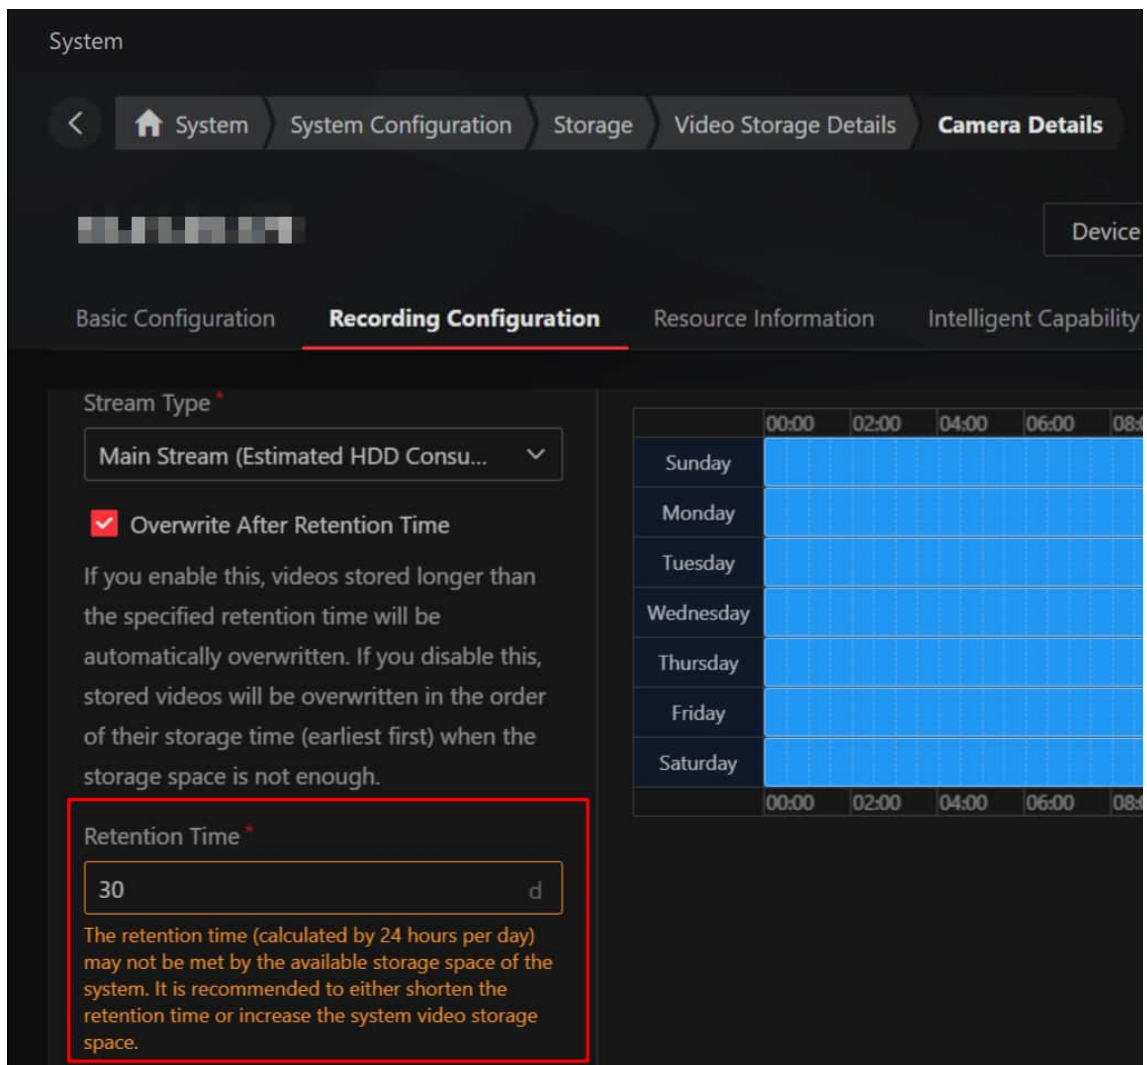 System
System System Configuration Storage Video Storage Details Camera Details
Device
Basic Configuration Recording Configuration Resource Information Intelligent Capability
Stream Type *
Main Stream (Estimated HDD Consu...
Overwrite After Retention Time
If you enable this, videos stored longer than
the specified retention time will be
automatically overwritten. If you disable this,
stored videos will be overwritten in the order
of their storage time (earliest first) when the
storage space is not enough.
Retention Time *
30 d
The retention time (calculated by 24 hours per day)
may not be met by the available storage space of the
system. It is recommended to either shorten the
retention time or increase the system video storage
space.
00:00 02:00 04:00 06:00
Sunday
Monday
Tuesday
Wednesday
Thursday
Friday
Saturday
00:00 02:00 04:00 06:00